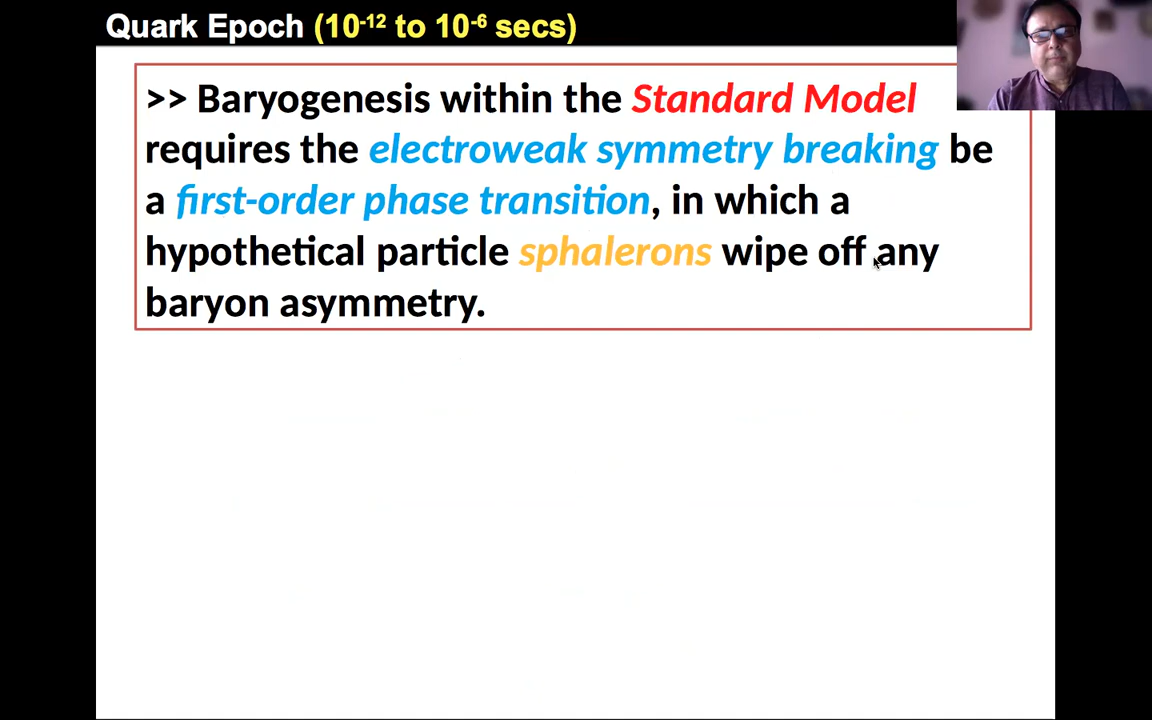 Quark Epoch (10⁻¹² to 10⁻⁶ secs)
>> Baryogenesis within the Standard Model
requires the electroweak symmetry breaking be
a first-order phase transition, in which a
hypothetical particle sphalerons wipe off any
baryon asymmetry.